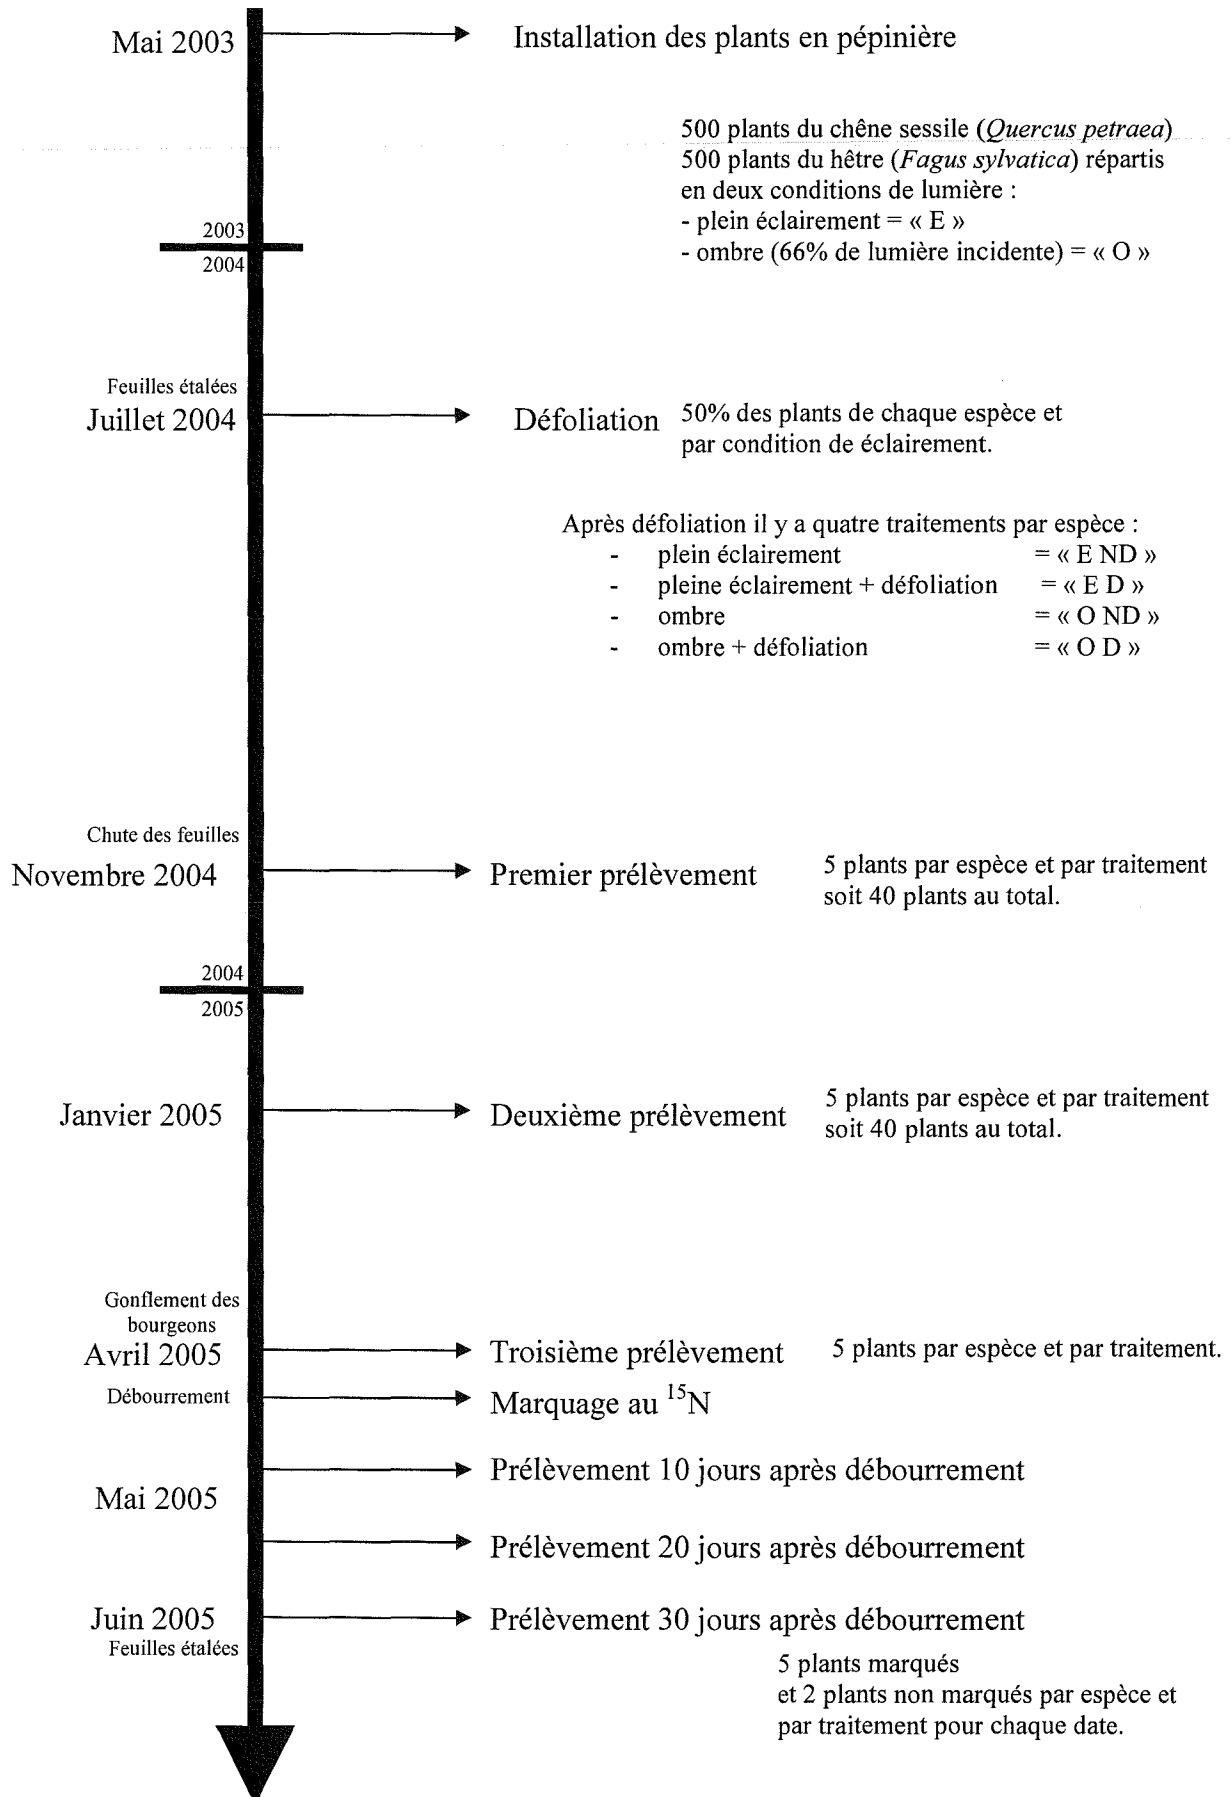 Mai 2003
Installation des plants en pépinière
500 plants du chêne sessile (Quercus petraea)
500 plants du hêtre (Fagus sylvatica) répartis
en deux conditions de lumière :
- plein éclairement = « E »
- ombre (66% de lumière incidente) = « O »
2003
2004
Feuilles étalées
Juillet 2004
Défoliation
50% des plants de chaque espèce et
par condition de éclairement.
Après défoliation il y a quatre traitements par espèce :
- plein éclairement = « E ND »
- pleine éclairement + défoliation = « E D »
- ombre = « O ND »
- ombre + défoliation = « O D »
Chute des feuilles
Novembre 2004
Premier prélèvement
5 plants par espèce et par traitement
soit 40 plants au total.
2004
2005
Janvier 2005
Deuxième prélèvement
5 plants par espèce et par traitement
soit 40 plants au total.
Gonflement des
bourgeons
Avril 2005
Troisième prélèvement
5 plants par espèce et par traitement.
Débourrement
Marquage au ¹⁵N
Prélèvement 10 jours après débourrement
Mai 2005
Prélèvement 20 jours après débourrement
Juin 2005
Prélèvement 30 jours après débourrement
Feuilles étalées
5 plants marqués
et 2 plants non marqués par espèce et
par traitement pour chaque date.